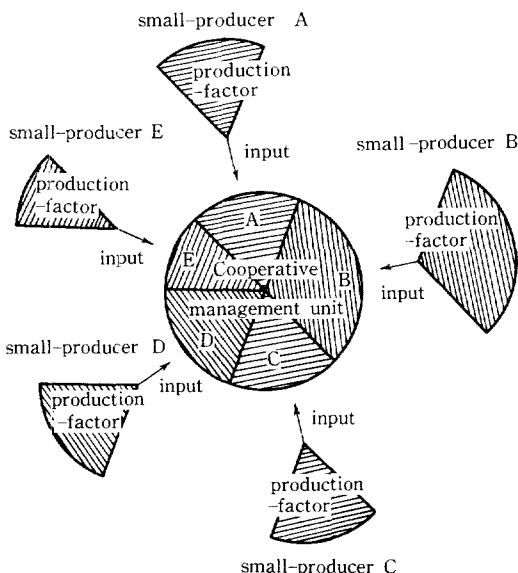 small-producer A
production
-factor
input
small-producer E
production
-factor
input
small-producer B
production
-factor
input
A
B
E
Cooperative
management unit
D
C
small-producer D
production
-factor
input
input
production
-factor
small-producer C